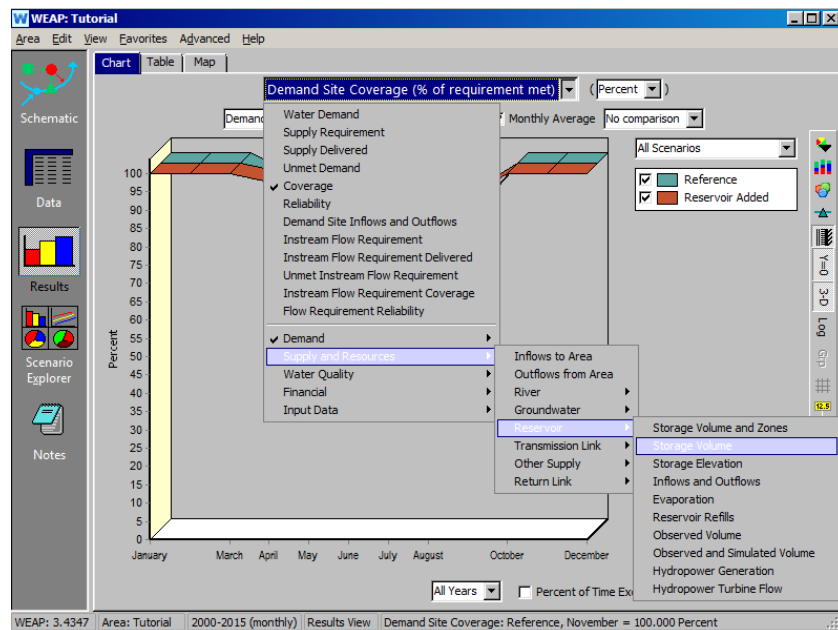 WEAP: Tutorial
Area Edit View Favorites Advanced Help
Chart Table Map
Demand Site Coverage (% of requirement met)
( Percent )
Monthly Average
No comparison
Schematic
Data
Results
Scenario
Explorer
Notes
Water Demand
Supply Requirement
Supply Delivered
Unmet Demand
Coverage
Reliability
Demand Site Inflows and Outflows
Instream Flow Requirement
Instream Flow Requirement Delivered
Unmet Instream Flow Requirement
Instream Flow Requirement Coverage
Flow Requirement Reliability
Demand
Supply and Resources
Water Quality
Financial
Input Data
Inflows to Area
Outflows from Area
River
Groundwater
Reservoir
Transmission Link
Other Supply
Return Link
Storage Volume and Zones
Storage Volume
Storage Elevation
Inflows and Outflows
Evaporation
Reservoir Refills
Observed Volume
Observed and Simulated Volume
Hydropower Generation
Hydropower Turbine Flow
All Scenarios
Reference
Reservoir Added
Y=0
3-D
Log
Grp
12.5
Percent
100
95
90
85
80
75
70
65
60
55
50
45
40
35
30
25
20
15
10
5
0
January March April May June July August October December
All Years
Percent of Time
WEAP: 3.4347 Area: Tutorial 2000-2015 (monthly) Results View Demand Site Coverage: Reference, November = 100.000 Percent